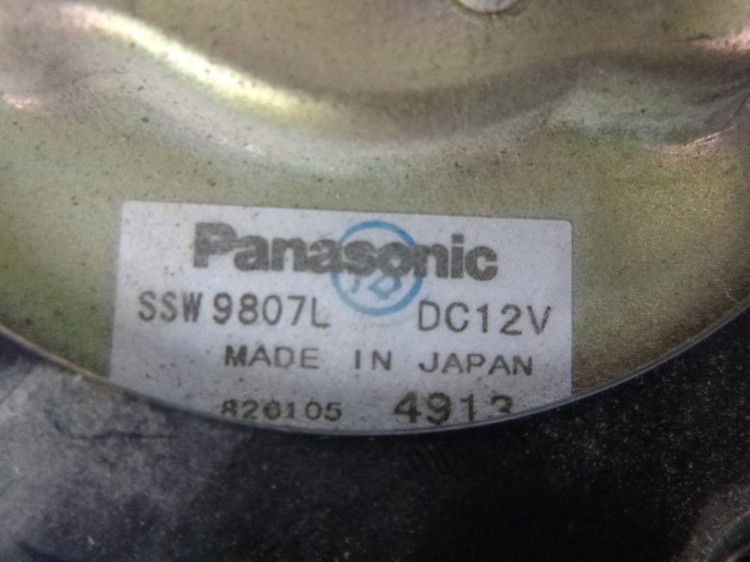 Panasonic
SSW9807L DC12V
MADE IN JAPAN
826105 4913